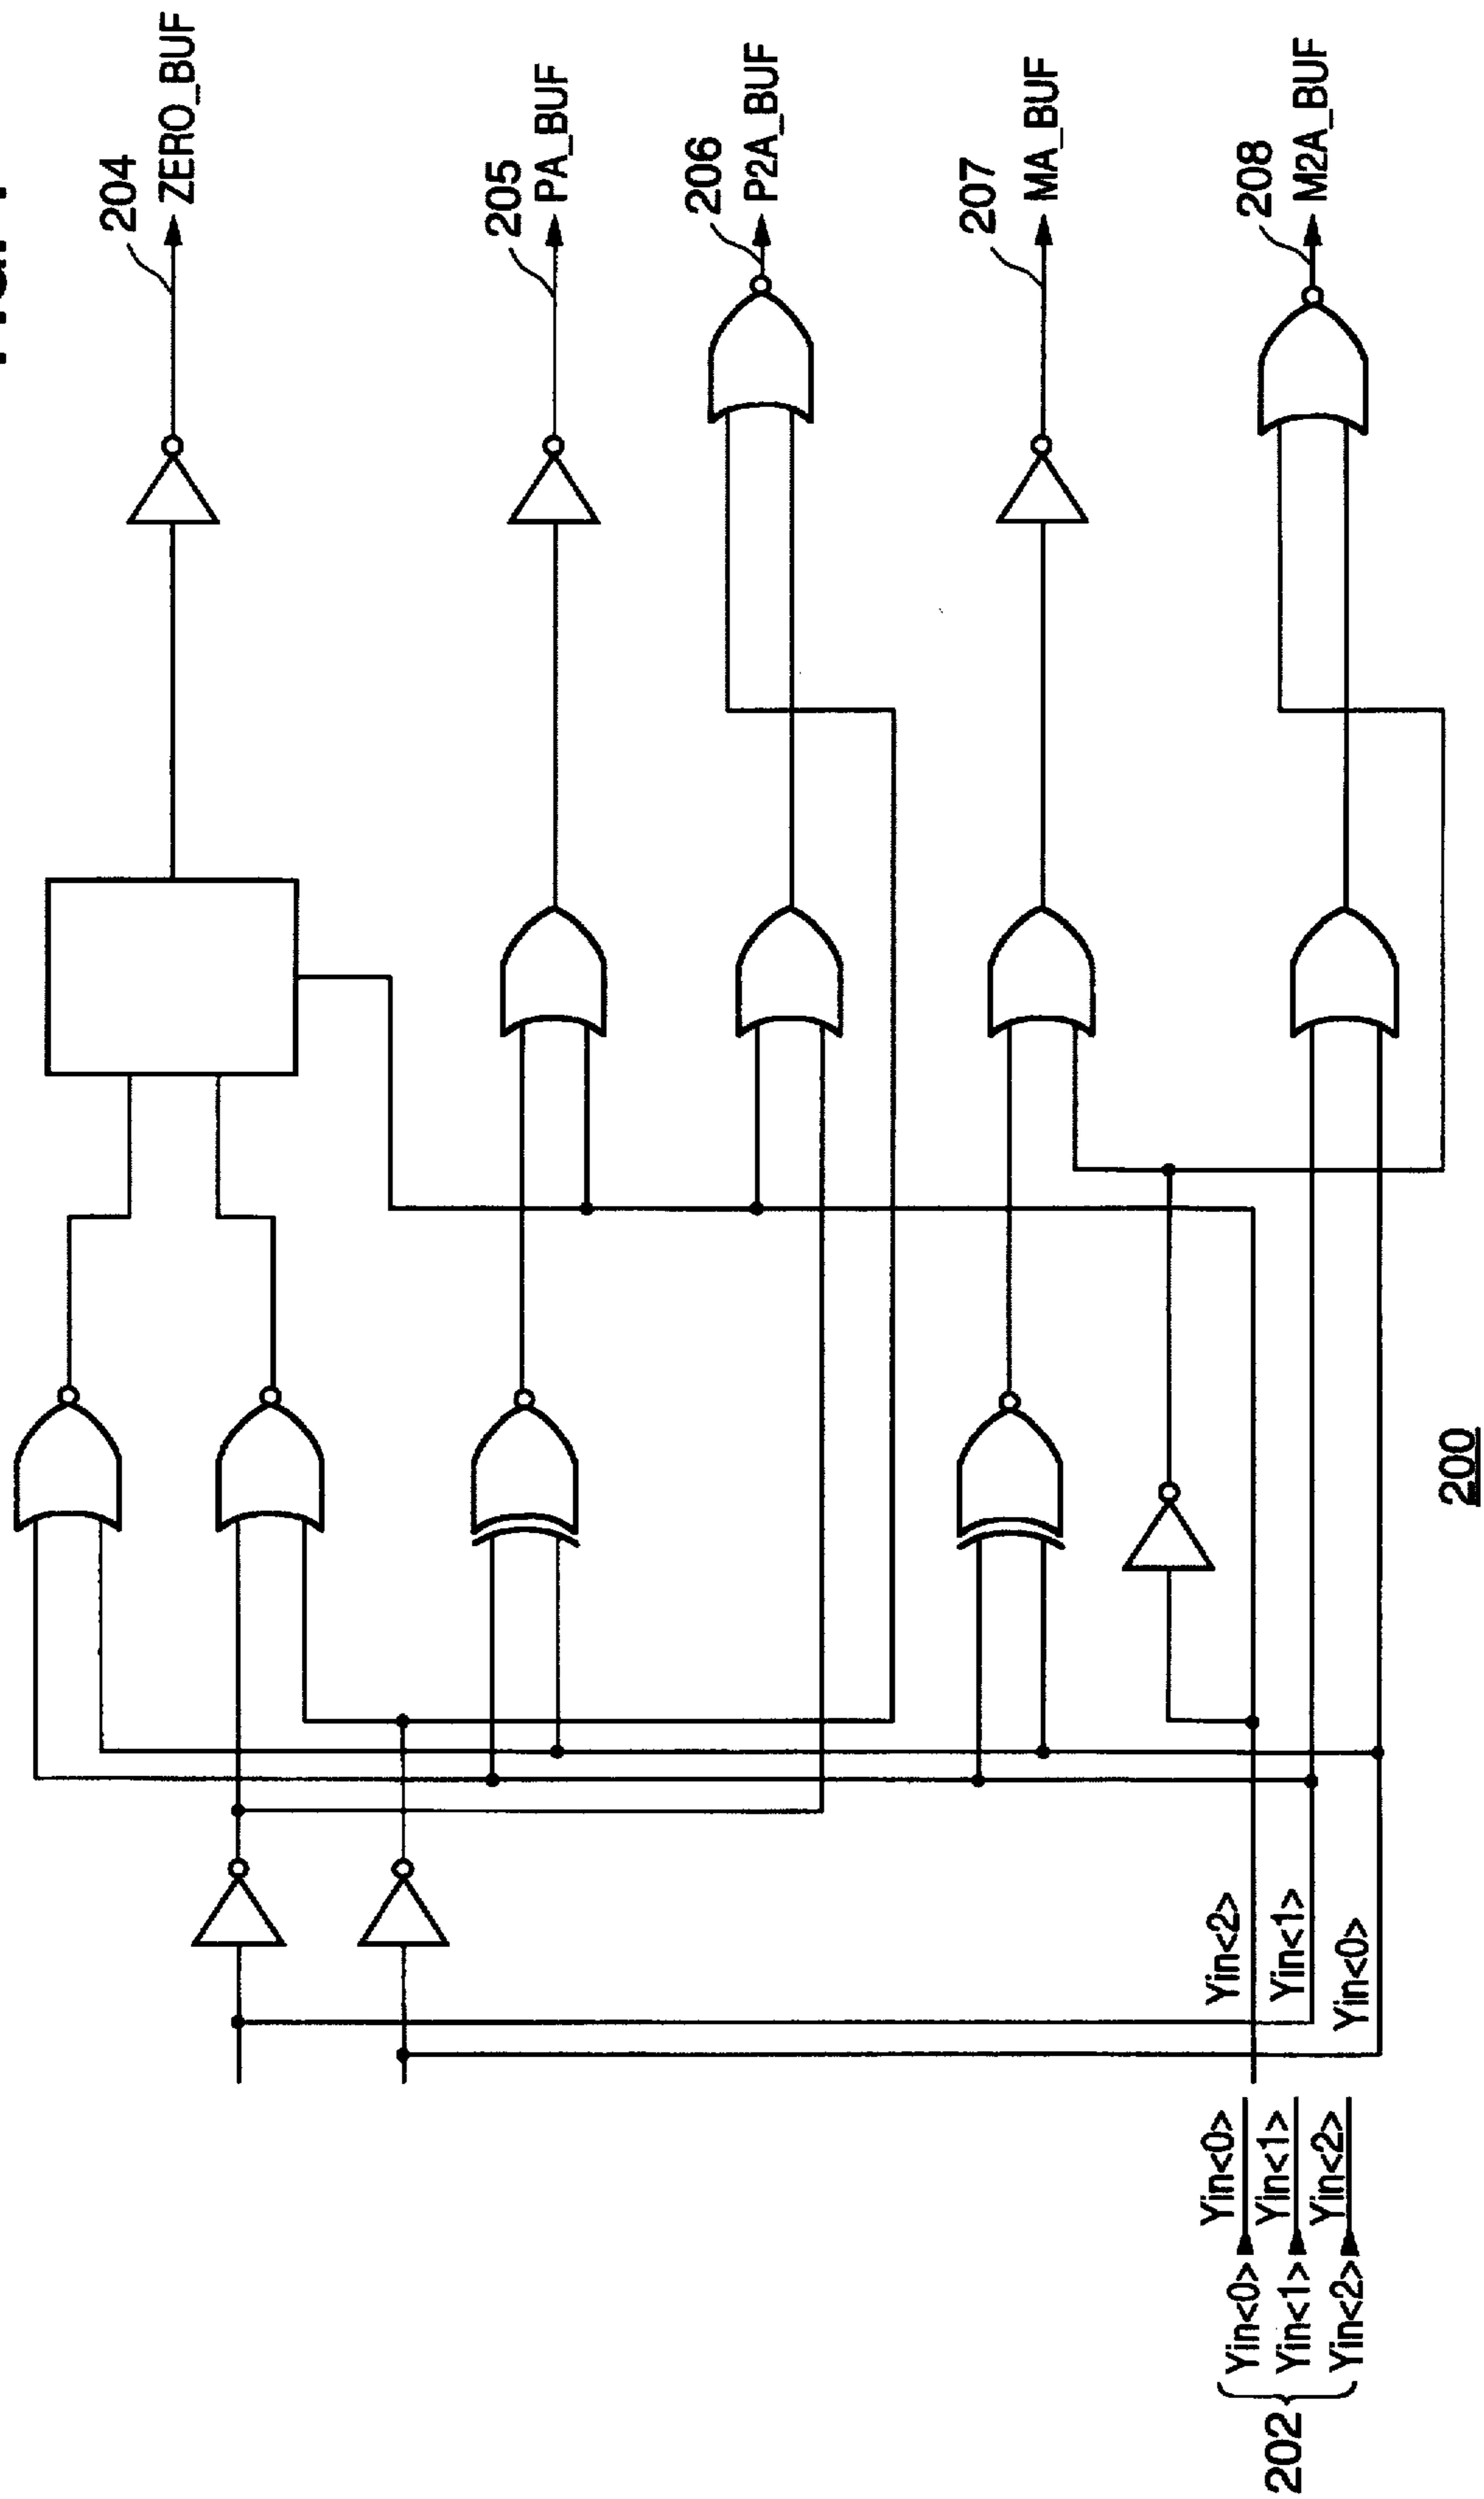 204
ZERO_BUF
205
PA_BUF
206
P2A_BUF
207
MA_BUF
208
M2A_BUF
Yin<2>
Yin<1>
Yin<0>
202
Yin<0> Yin<0>
Yin<1> Yin<1>
Yin<2> Yin<2>
200